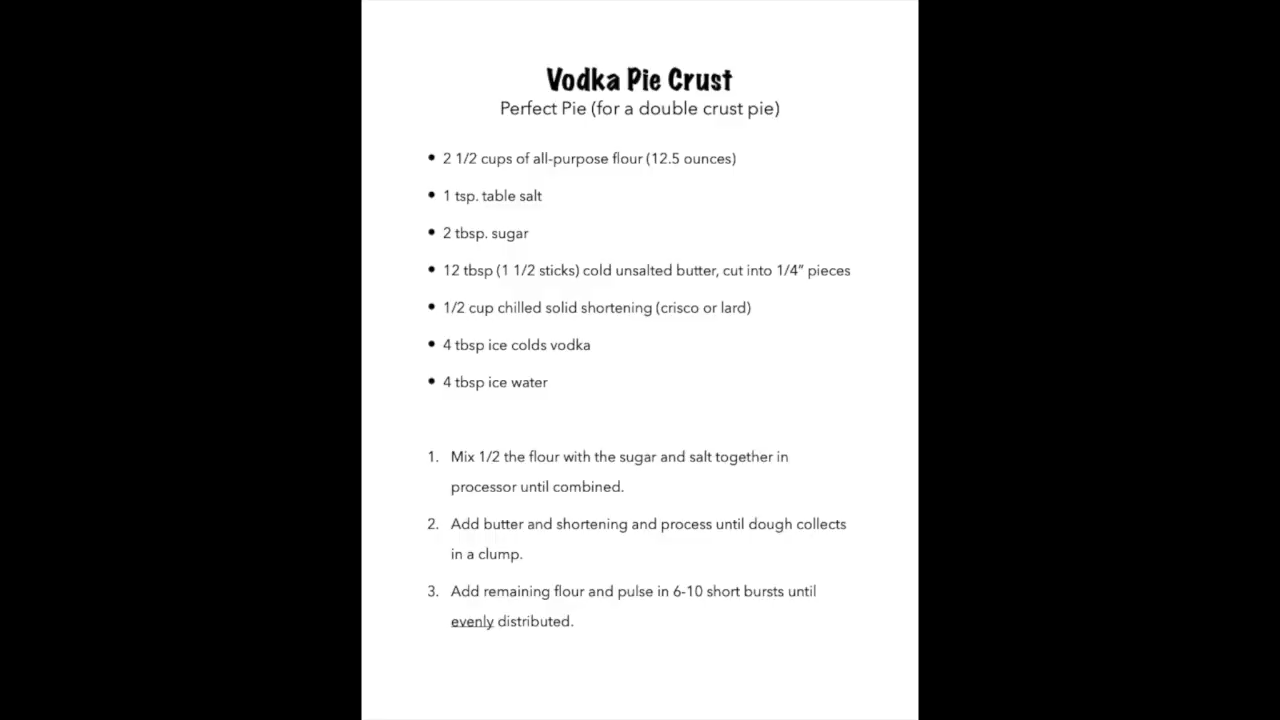 Vodka Pie Crust
Perfect Pie (for a double crust pie)
• 2 1/2 cups of all-purpose flour (12.5 ounces)
• 1 tsp. table salt
• 2 tbsp. sugar
• 12 tbsp (1 1/2 sticks) cold unsalted butter, cut into 1/4” pieces
• 1/2 cup chilled solid shortening (crisco or lard)
• 4 tbsp ice colds vodka
• 4 tbsp ice water
1. Mix 1/2 the flour with the sugar and salt together in
processor until combined.
2. Add butter and shortening and process until dough collects
in a clump.
3. Add remaining flour and pulse in 6-10 short bursts until
evenly distributed.